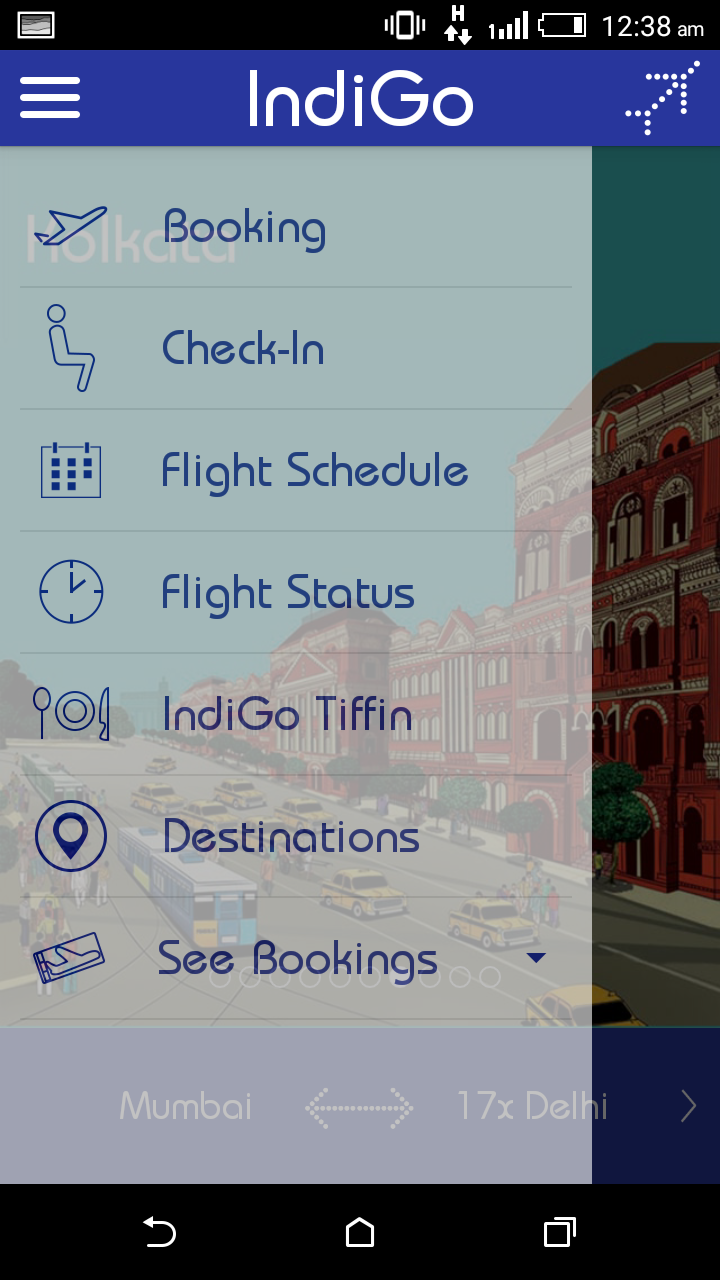 H
1
12:38 am
IndiGo
Kolkata
Booking
Check-In
Flight Schedule
Flight Status
IndiGo Tiffin
Destinations
See Bookings
Mumbai 17x Delhi